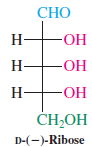 CHO
H OH
H OH
H OH
CH₂OH
D-(−)-Ribose